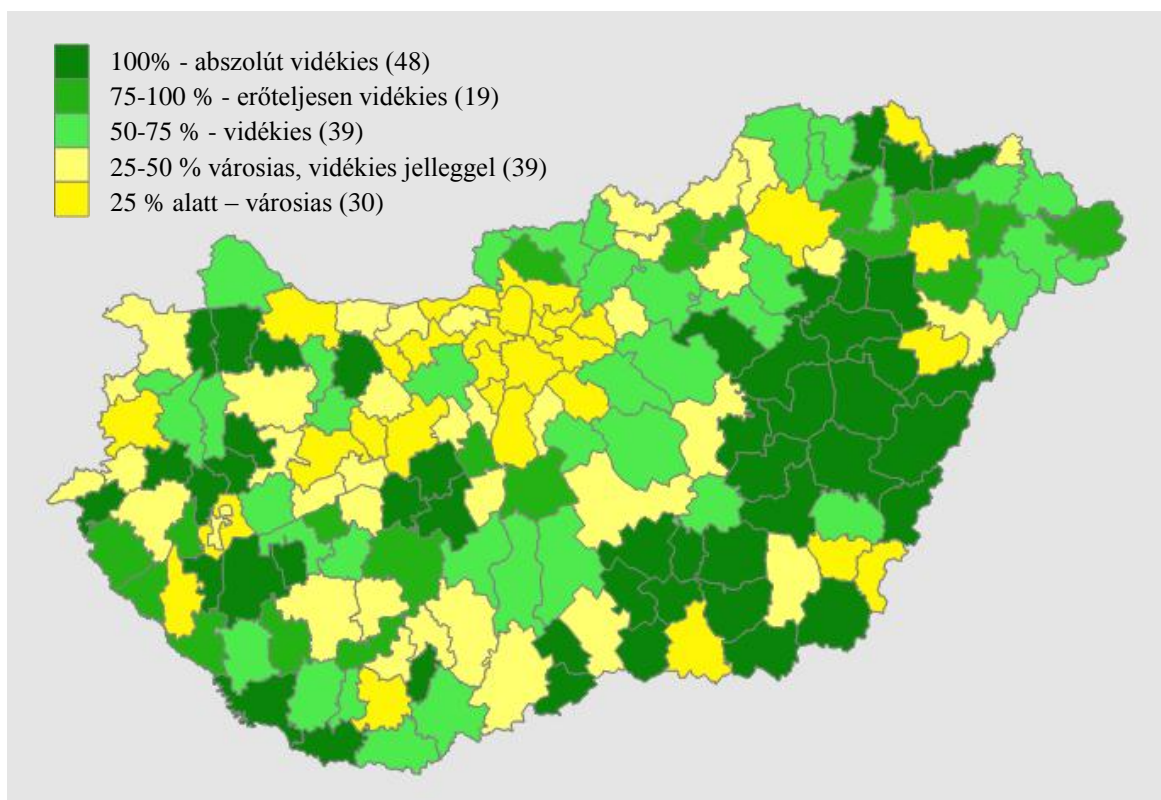 100% - abszolút vidékies (48)
75-100 % - erőteljesen vidékies (19)
50-75 % - vidékies (39)
25-50 % városias, vidékies jelleggel (39)
25 % alatt – városias (30)